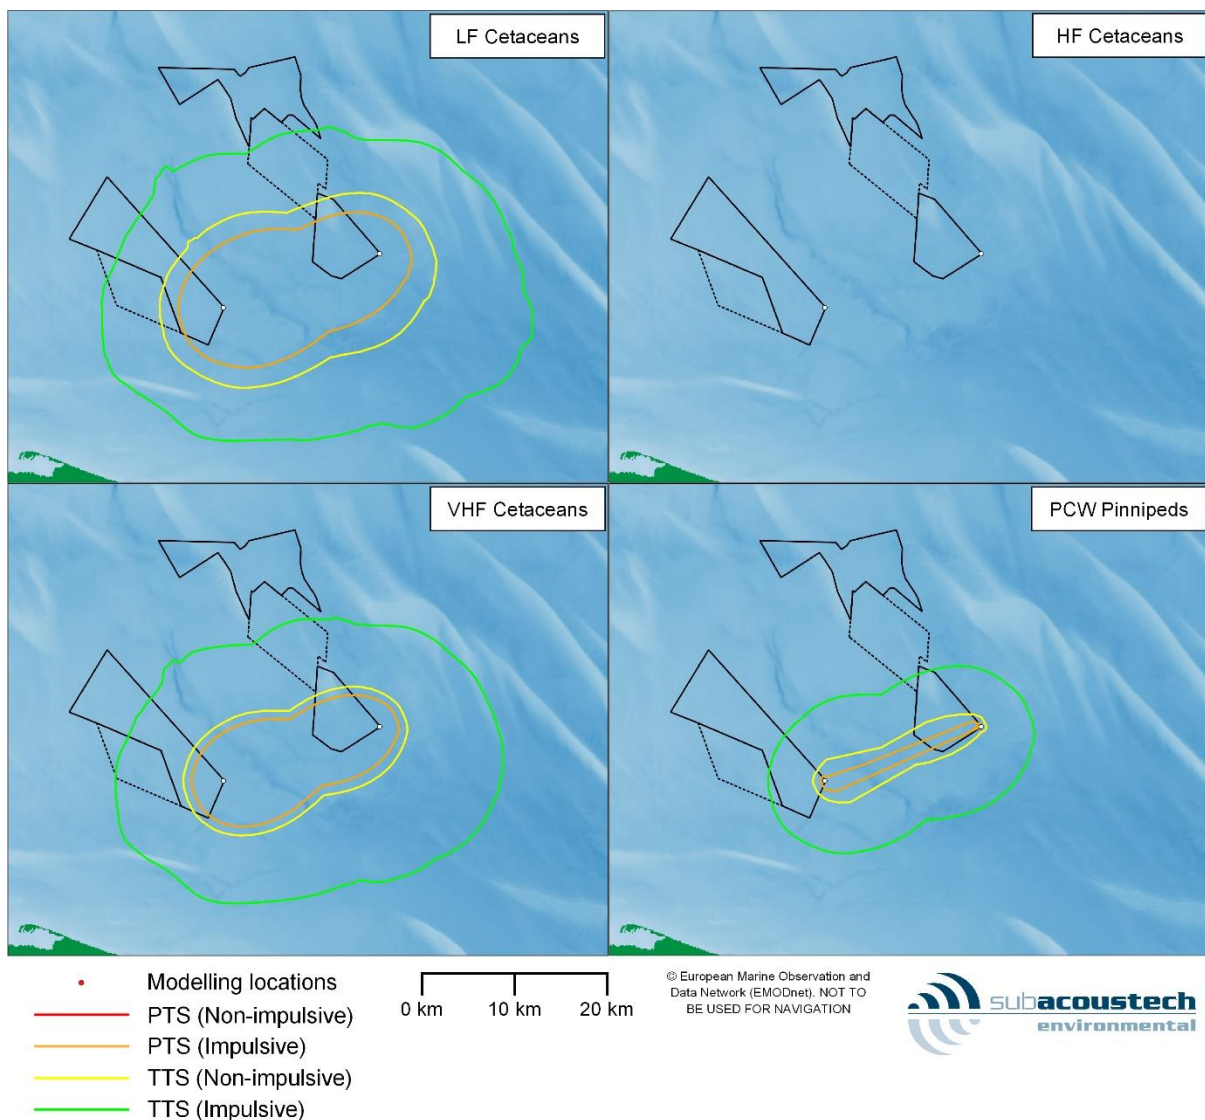 LF Cetaceans
HF Cetaceans
VHF Cetaceans
PCW Pinnipeds
Modelling locations
PTS (Non-impulsive)
PTS (Impulsive)
TTS (Non-impulsive)
TTS (Impulsive)
0 km 10 km 20 km
© European Marine Observation and
Data Network (EMODnet). NOT TO
BE USED FOR NAVIGATION
subacoustech
environmental